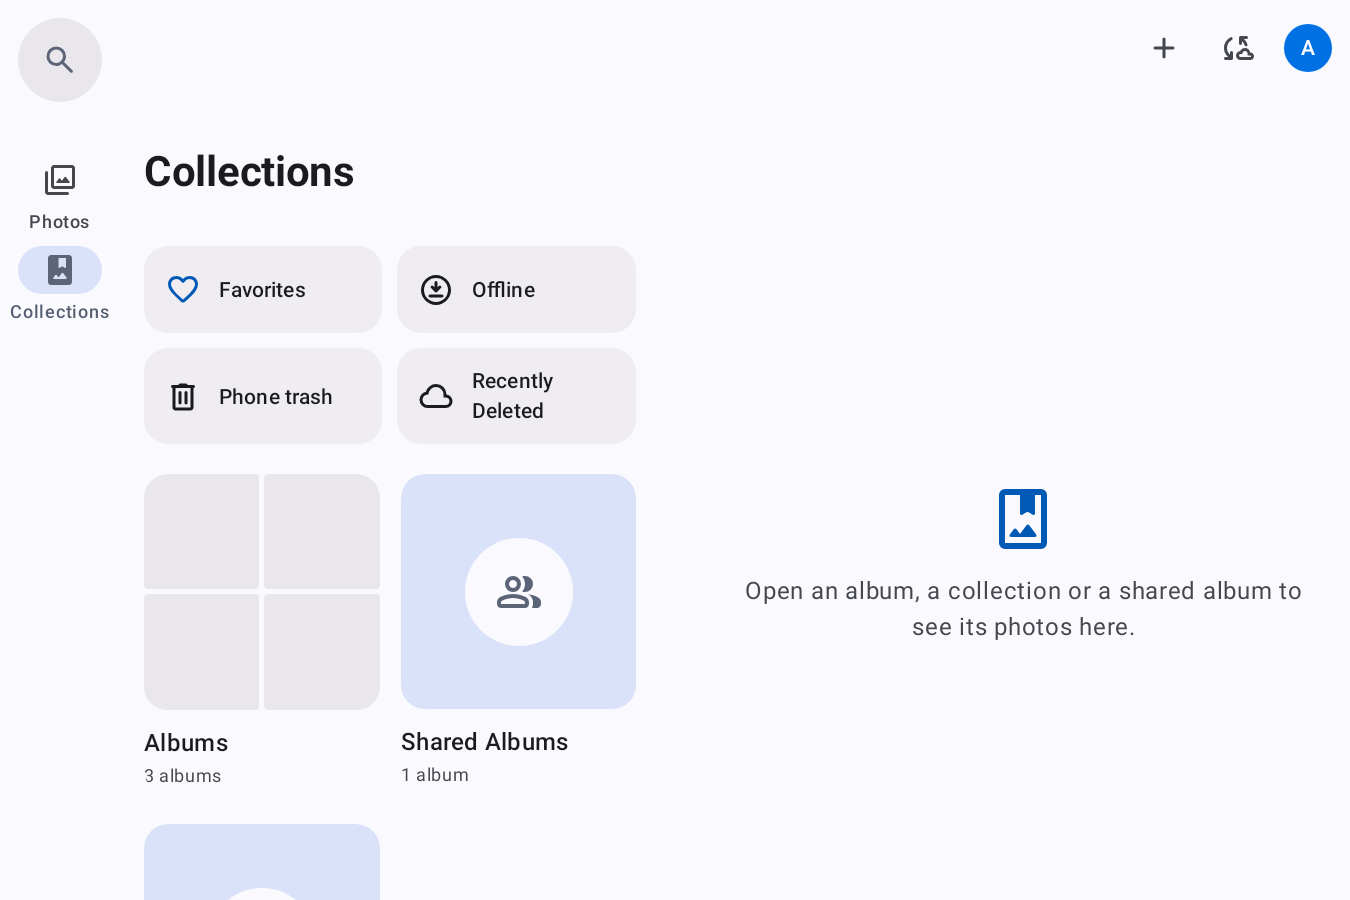 A
Photos
Collections
Collections
Favorites
Offline
Phone trash
Recently
Deleted
Albums
3 albums
Shared Albums
1 album
Open an album, a collection or a shared album to
see its photos here.